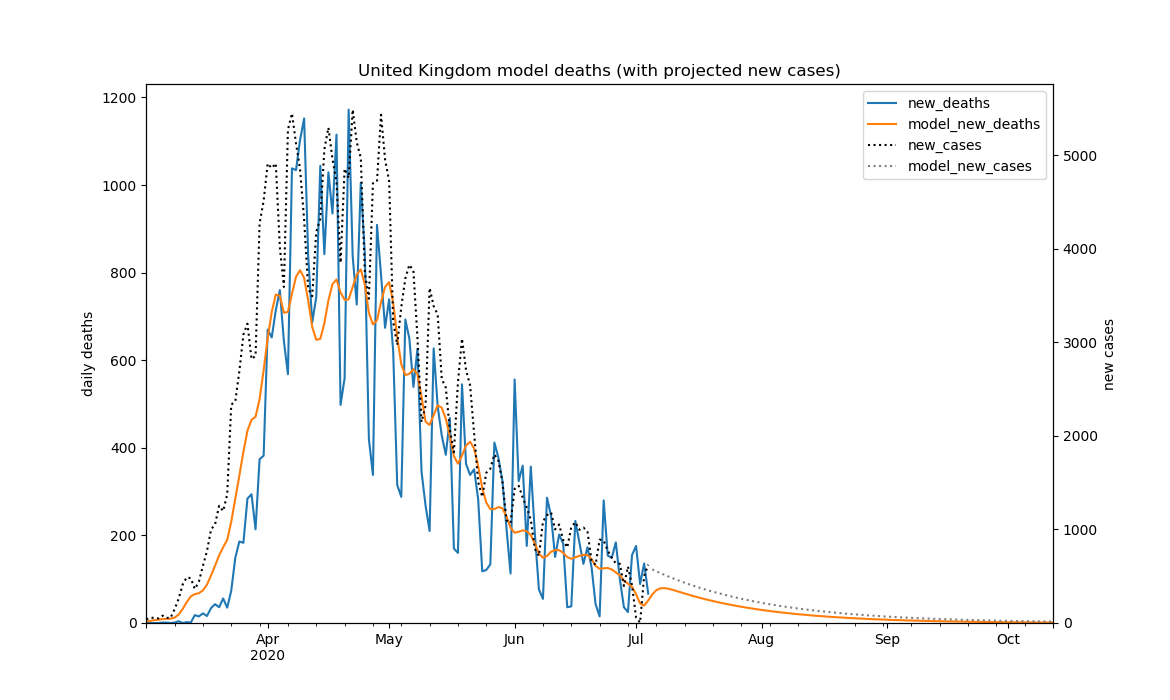 United Kingdom model deaths (with projected new cases)
new_deaths
model_new_deaths
new_cases
model_new_cases
daily deaths
1200
1000
800
600
400
200
0
new cases
5000
4000
3000
2000
1000
0
Apr
2020
May
Jun
Jul
Aug
Sep
Oct